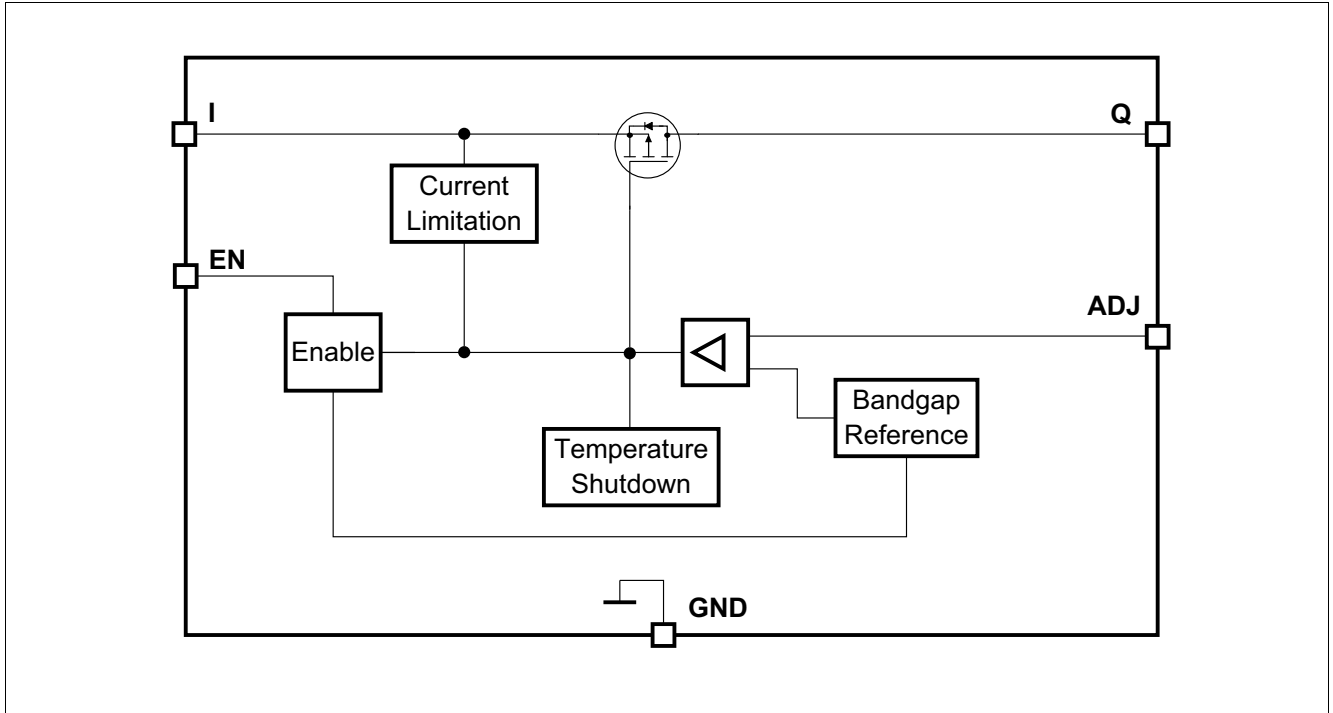 I
Q
Current
Limitation
EN
ADJ
Enable
Bandgap
Reference
Temperature
Shutdown
GND